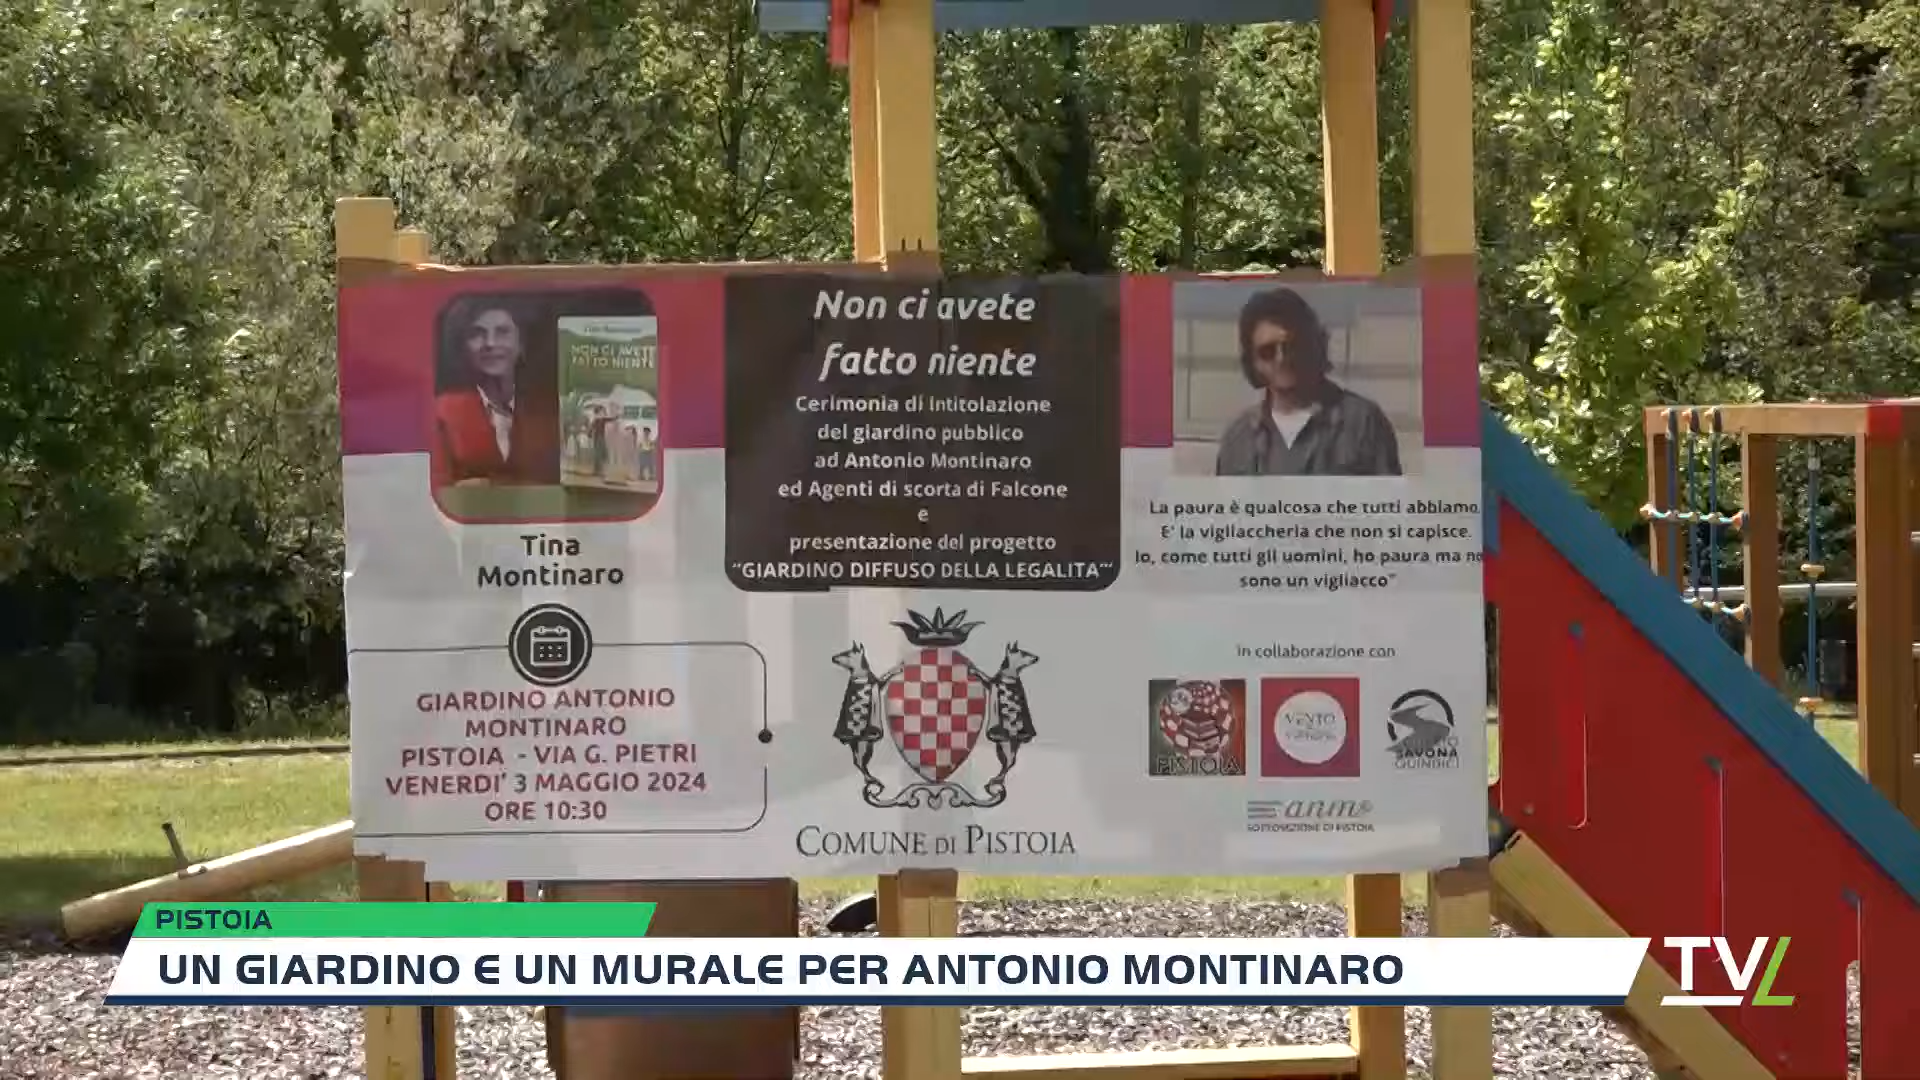 Non ci avete
fatto niente
Cerimonia di Intitolazione
del giardino pubblico
ad Antonio Montinaro
ed Agenti di scorta di Falcone
e
presentazione del progetto
"GIARDINO DIFFUSO DELLA LEGALITA'"
NON CI AVETE
FATTO NIENTE
Tina
Montinaro
GIARDINO ANTONIO
MONTINARO
PISTOIA - VIA G. PIETRI
VENERDI' 3 MAGGIO 2024
ORE 10:30
COMUNE DI PISTOIA
La paura è qualcosa che tutti abbiamo.
E' la vigliaccheria che non si capisce.
Io, come tutti gli uomini, ho paura ma no
sono un vigliacco"
in collaborazione con
PISTOIA
VENTO
SAVONA
QUINDICI
anm
SOTTOSEZIONE DI PISTOIA
PISTOIA
UN GIARDINO E UN MURALE PER ANTONIO MONTINARO
TVL